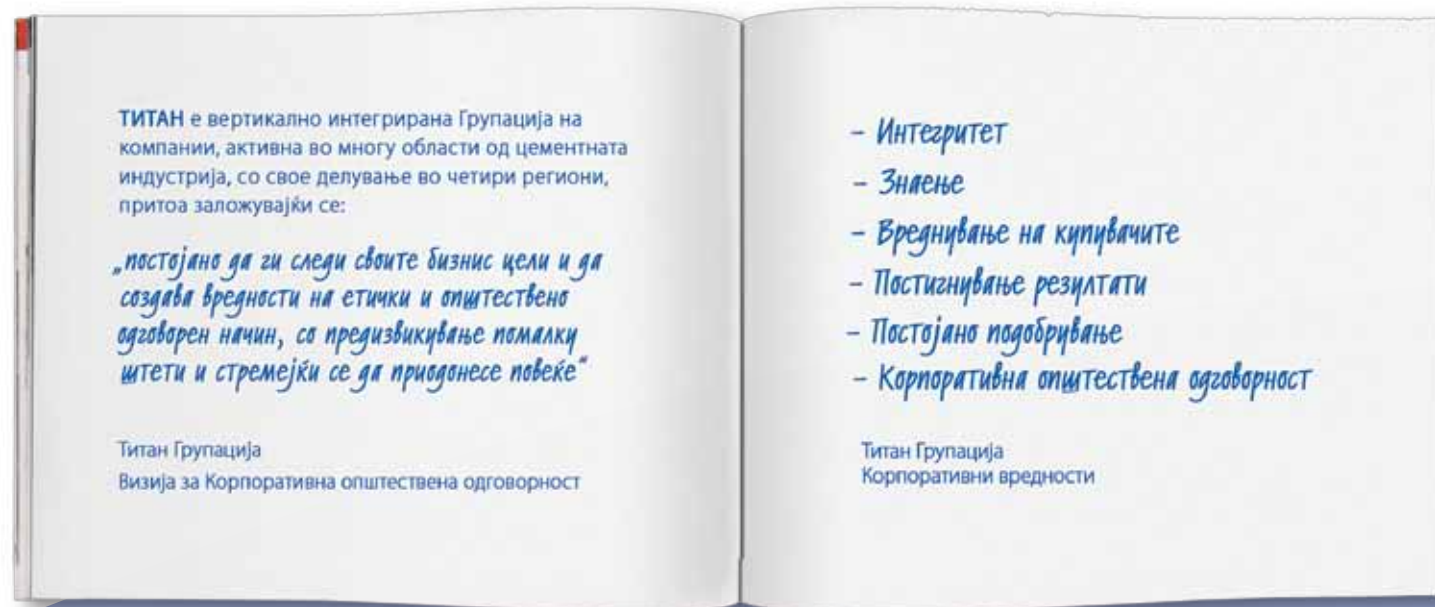 ТИТАН е вертикално интегрирана Групација на
компании, активна во многу области од цементната
индустрија, со свое делување во четири региони,
притоа заложувајќи се:
„постојано да ги следи своите бизнис цели и да
создава вредности на етички и општествено
одговорен начин, со предизвикување помалку
штети и стремејќи се да придонесе повеќе“
Титан Групација
Визија за Корпоративна општествена одговорност
– Интегритет
– Знаење
– Вреднување на купувачите
– Постигнување резултати
– Постојано подобрување
– Корпоративна општествена одговорност
Титан Групација
Корпоративни вредности